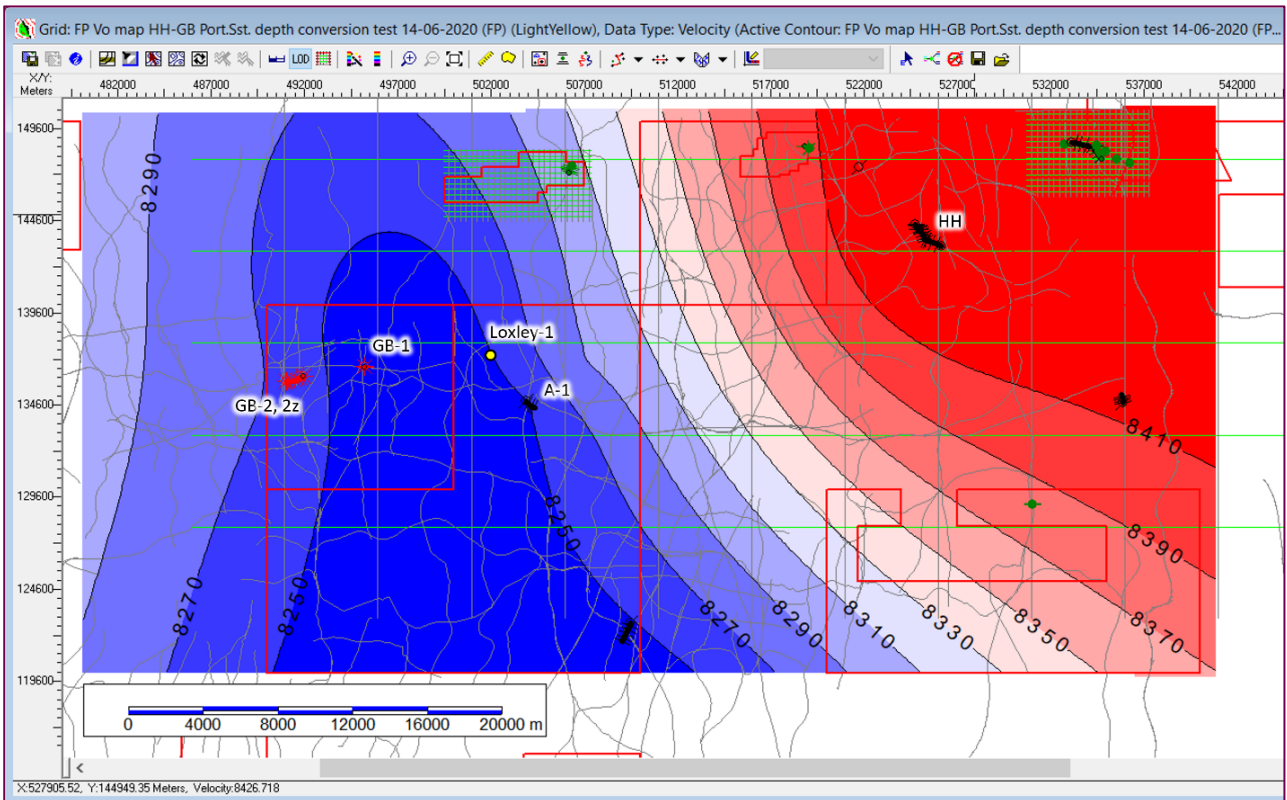 Grid: FP Vo map HH-GB Port.Sst. depth conversion test 14-06-2020 (FP) (LightYellow), Data Type: Velocity (Active Contour: FP Vo map HH-GB Port.Sst. depth conversion test 14-06-2020 (FP...
LOD
X/Y:
Meters
482000 487000 492000 497000 502000 507000 512000 517000 522000 527000 532000 537000 542000
149600
8290
144600
HH
139600
Loxley-1
GB-1
A-1
134600
GB-2, 2z
8410
129600
8250
8390
124600
8270
8250
8270
8290
8310
8330
8350
8370
119600
0 4000 8000 12000 16000 20000 m
X:527905.52, Y:144949.35 Meters, Velocity:8426.718